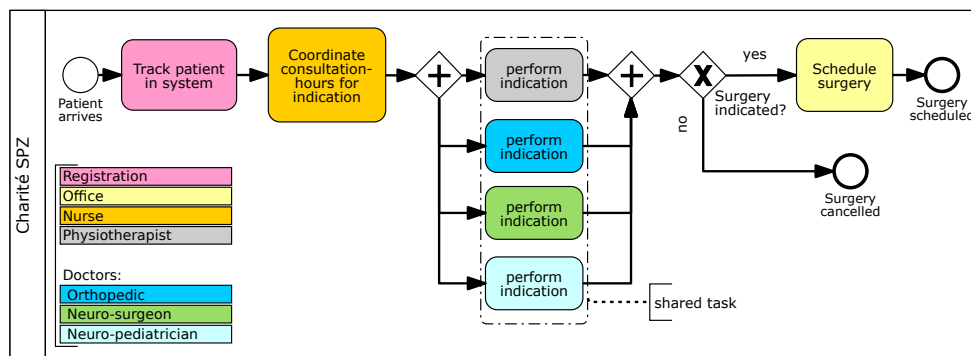 Charité SPZ
Patient
arrives
Track patient
in system
Coordinate
consultation-
hours for
indication
perform
indication
perform
indication
perform
indication
perform
indication
shared task
Surgery
indicated?
yes
no
Schedule
surgery
Surgery
scheduled
Surgery
cancelled
Registration
Office
Nurse
Physiotherapist
Doctors:
Orthopedic
Neuro-surgeon
Neuro-pediatrician